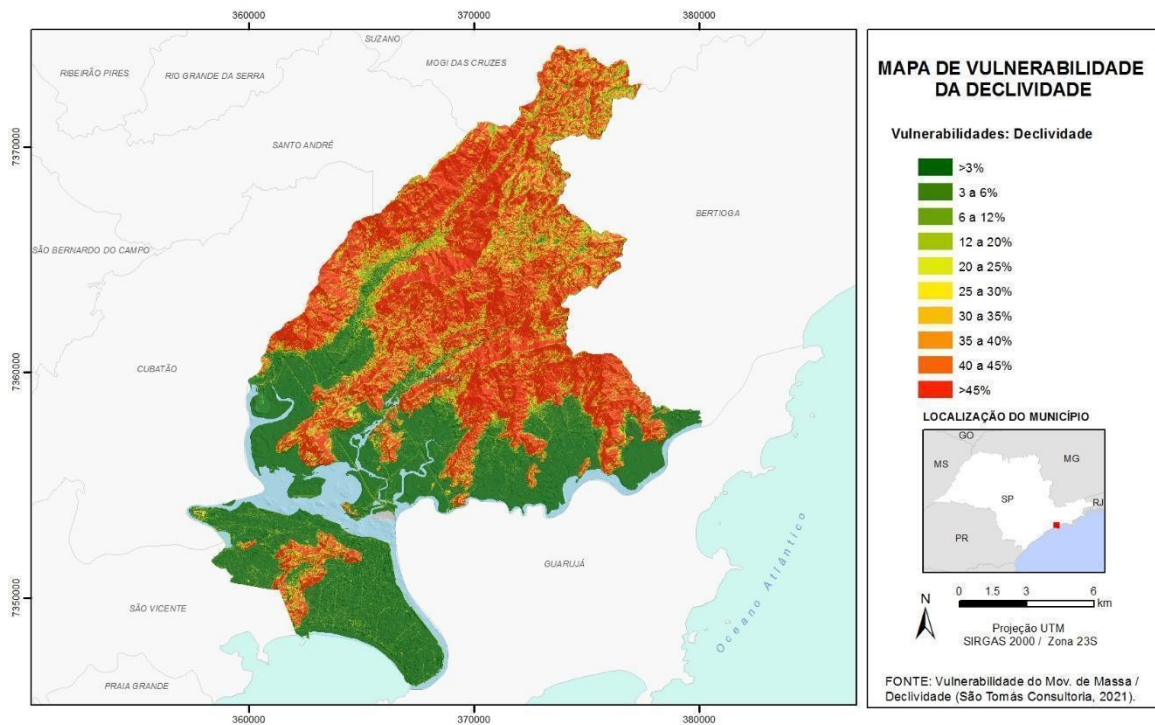 360000
370000
380000
SUZANO
RIBEIRÃO PIRES
RIO GRANDE DA SERRA
MOGI DAS CRUZES
7370000
SANTO ANDRÉ
BERTIOGA
SÃO BERNARDO DO CAMPO
CUBATÃO
7360000
GUARUJÁ
Oceano Atlântico
7350000
SÃO VICENTE
PRAIA GRANDE
360000
370000
380000
MAPA DE VULNERABILIDADE
DA DECLIVIDADE
Vulnerabilidades: Declividade
>3%
3 a 6%
6 a 12%
12 a 20%
20 a 25%
25 a 30%
30 a 35%
35 a 40%
40 a 45%
>45%
LOCALIZAÇÃO DO MUNICÍPIO
GO
MS
MG
SP
RJ
PR
N
0 1.5 3 6
km
Projeção UTM
SIRGAS 2000 / Zona 23S
FONTE: Vulnerabilidade do Mov. de Massa /
Declividade (São Tomás Consultoria, 2021).